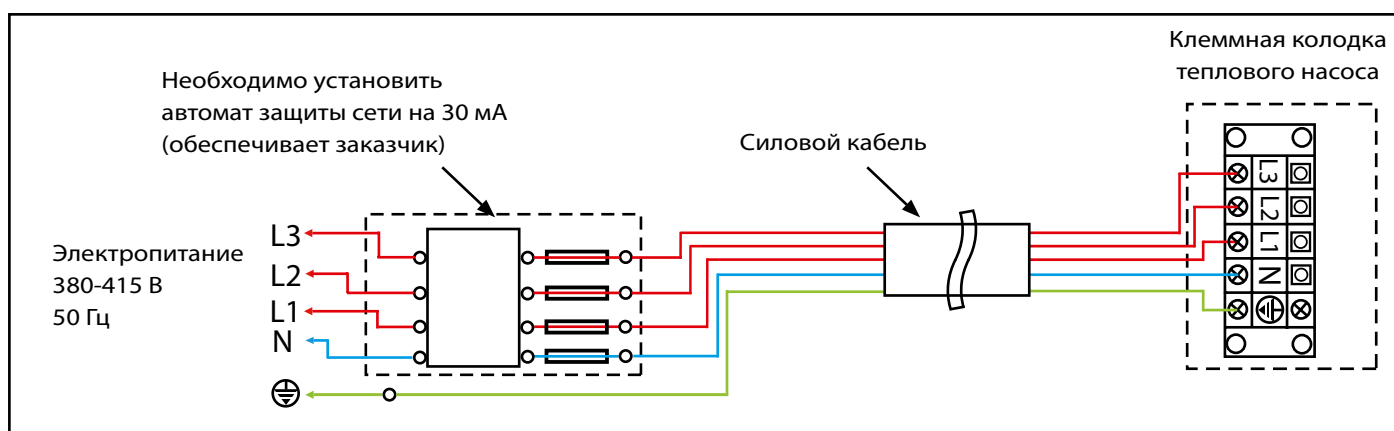 Клеммная колодка
теплового насоса
Необходимо установить
автомат защиты сети на 30 мА
(обеспечивает заказчик)
Силовой кабель
Электропитание
380-415 В
50 Гц
L3
L2
L1
N
L3
L2
L1
N